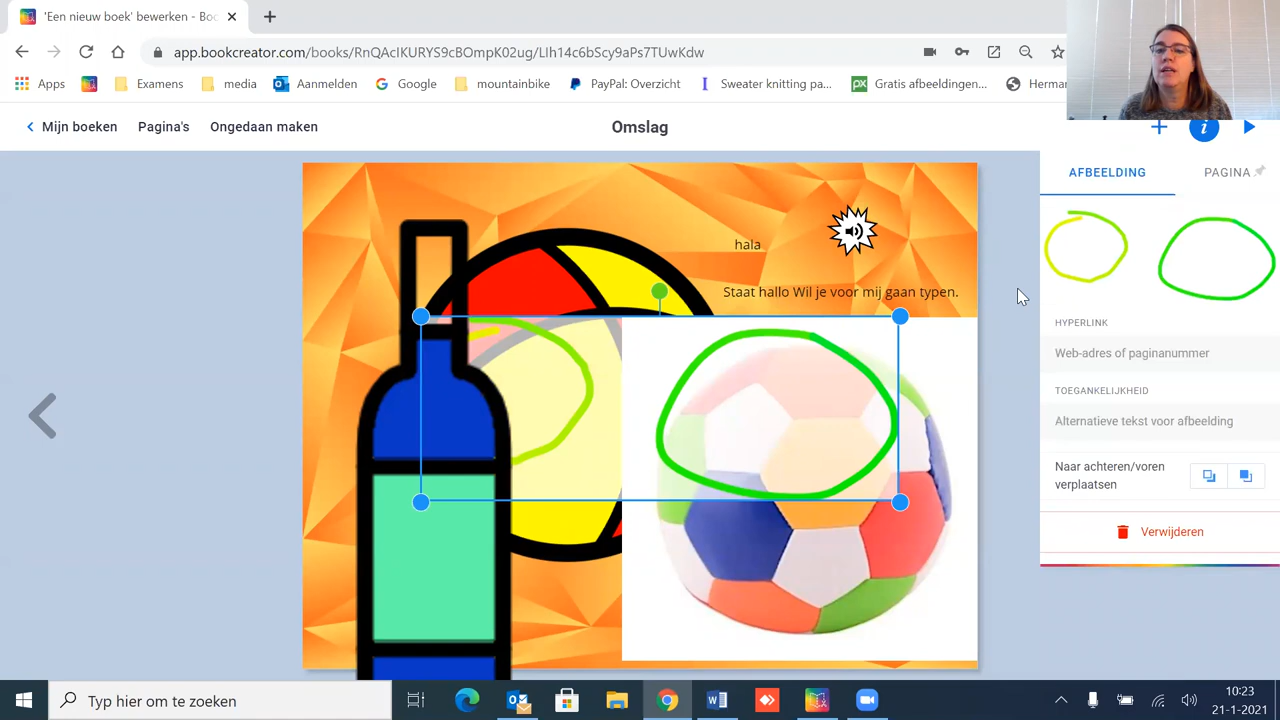 'Een nieuw boek' bewerken - Boo
app.bookcreator.com/books/RnQAcIKURYS9cBOmpK02ug/LIh14c6bScy9aPs7TUwKdw
Apps Examens media Aanmelden Google mountainbike PayPal: Overzicht Sweater knitting pa... Gratis afbeeldingen... Herman
Mijn boeken Pagina's Ongedaan maken Omslag
AFBEELDING PAGINA
hala
Staat hallo Wil je voor mij gaan typen.
HYPERLINK
Web-adres of paginanummer
TOEGANKELIJKHEID
Alternatieve tekst voor afbeelding
Naar achteren/voren
verplaatsen
Verwijderen
Typ hier om te zoeken
10:23
21-1-2021